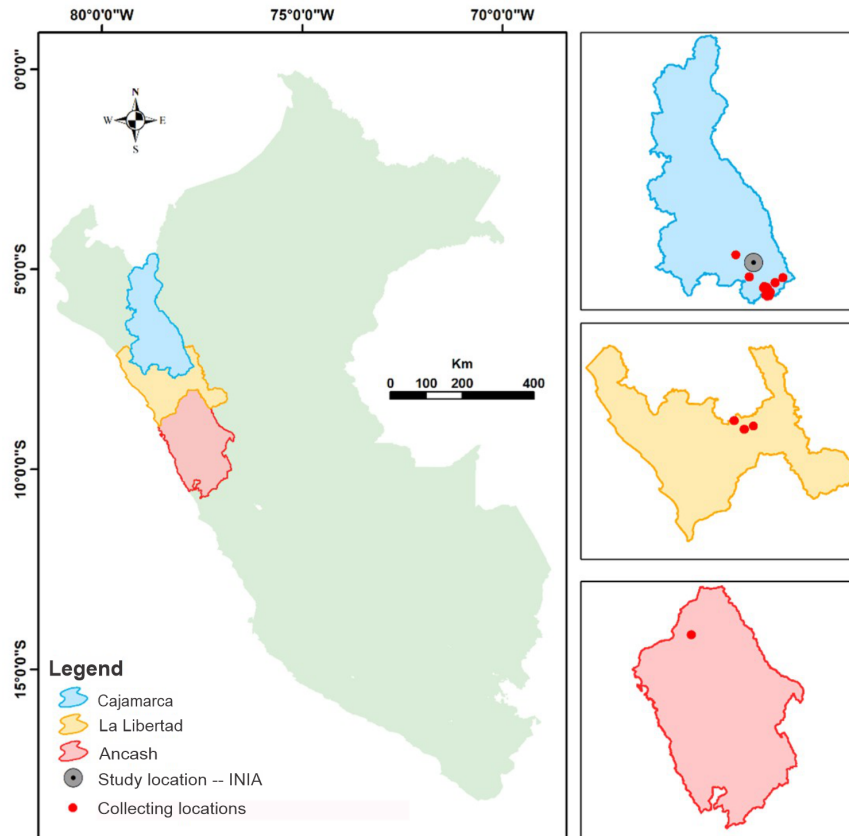 80°0'0"W 75°0'0"W 70°0'0"W
0°0'0"
5°0'0"S
10°0'0"S
15°0'0"S
N
W E
S
Km
0 100 200 400
Legend
Cajamarca
La Libertad
Ancash
Study location -- INIA
Collecting locations